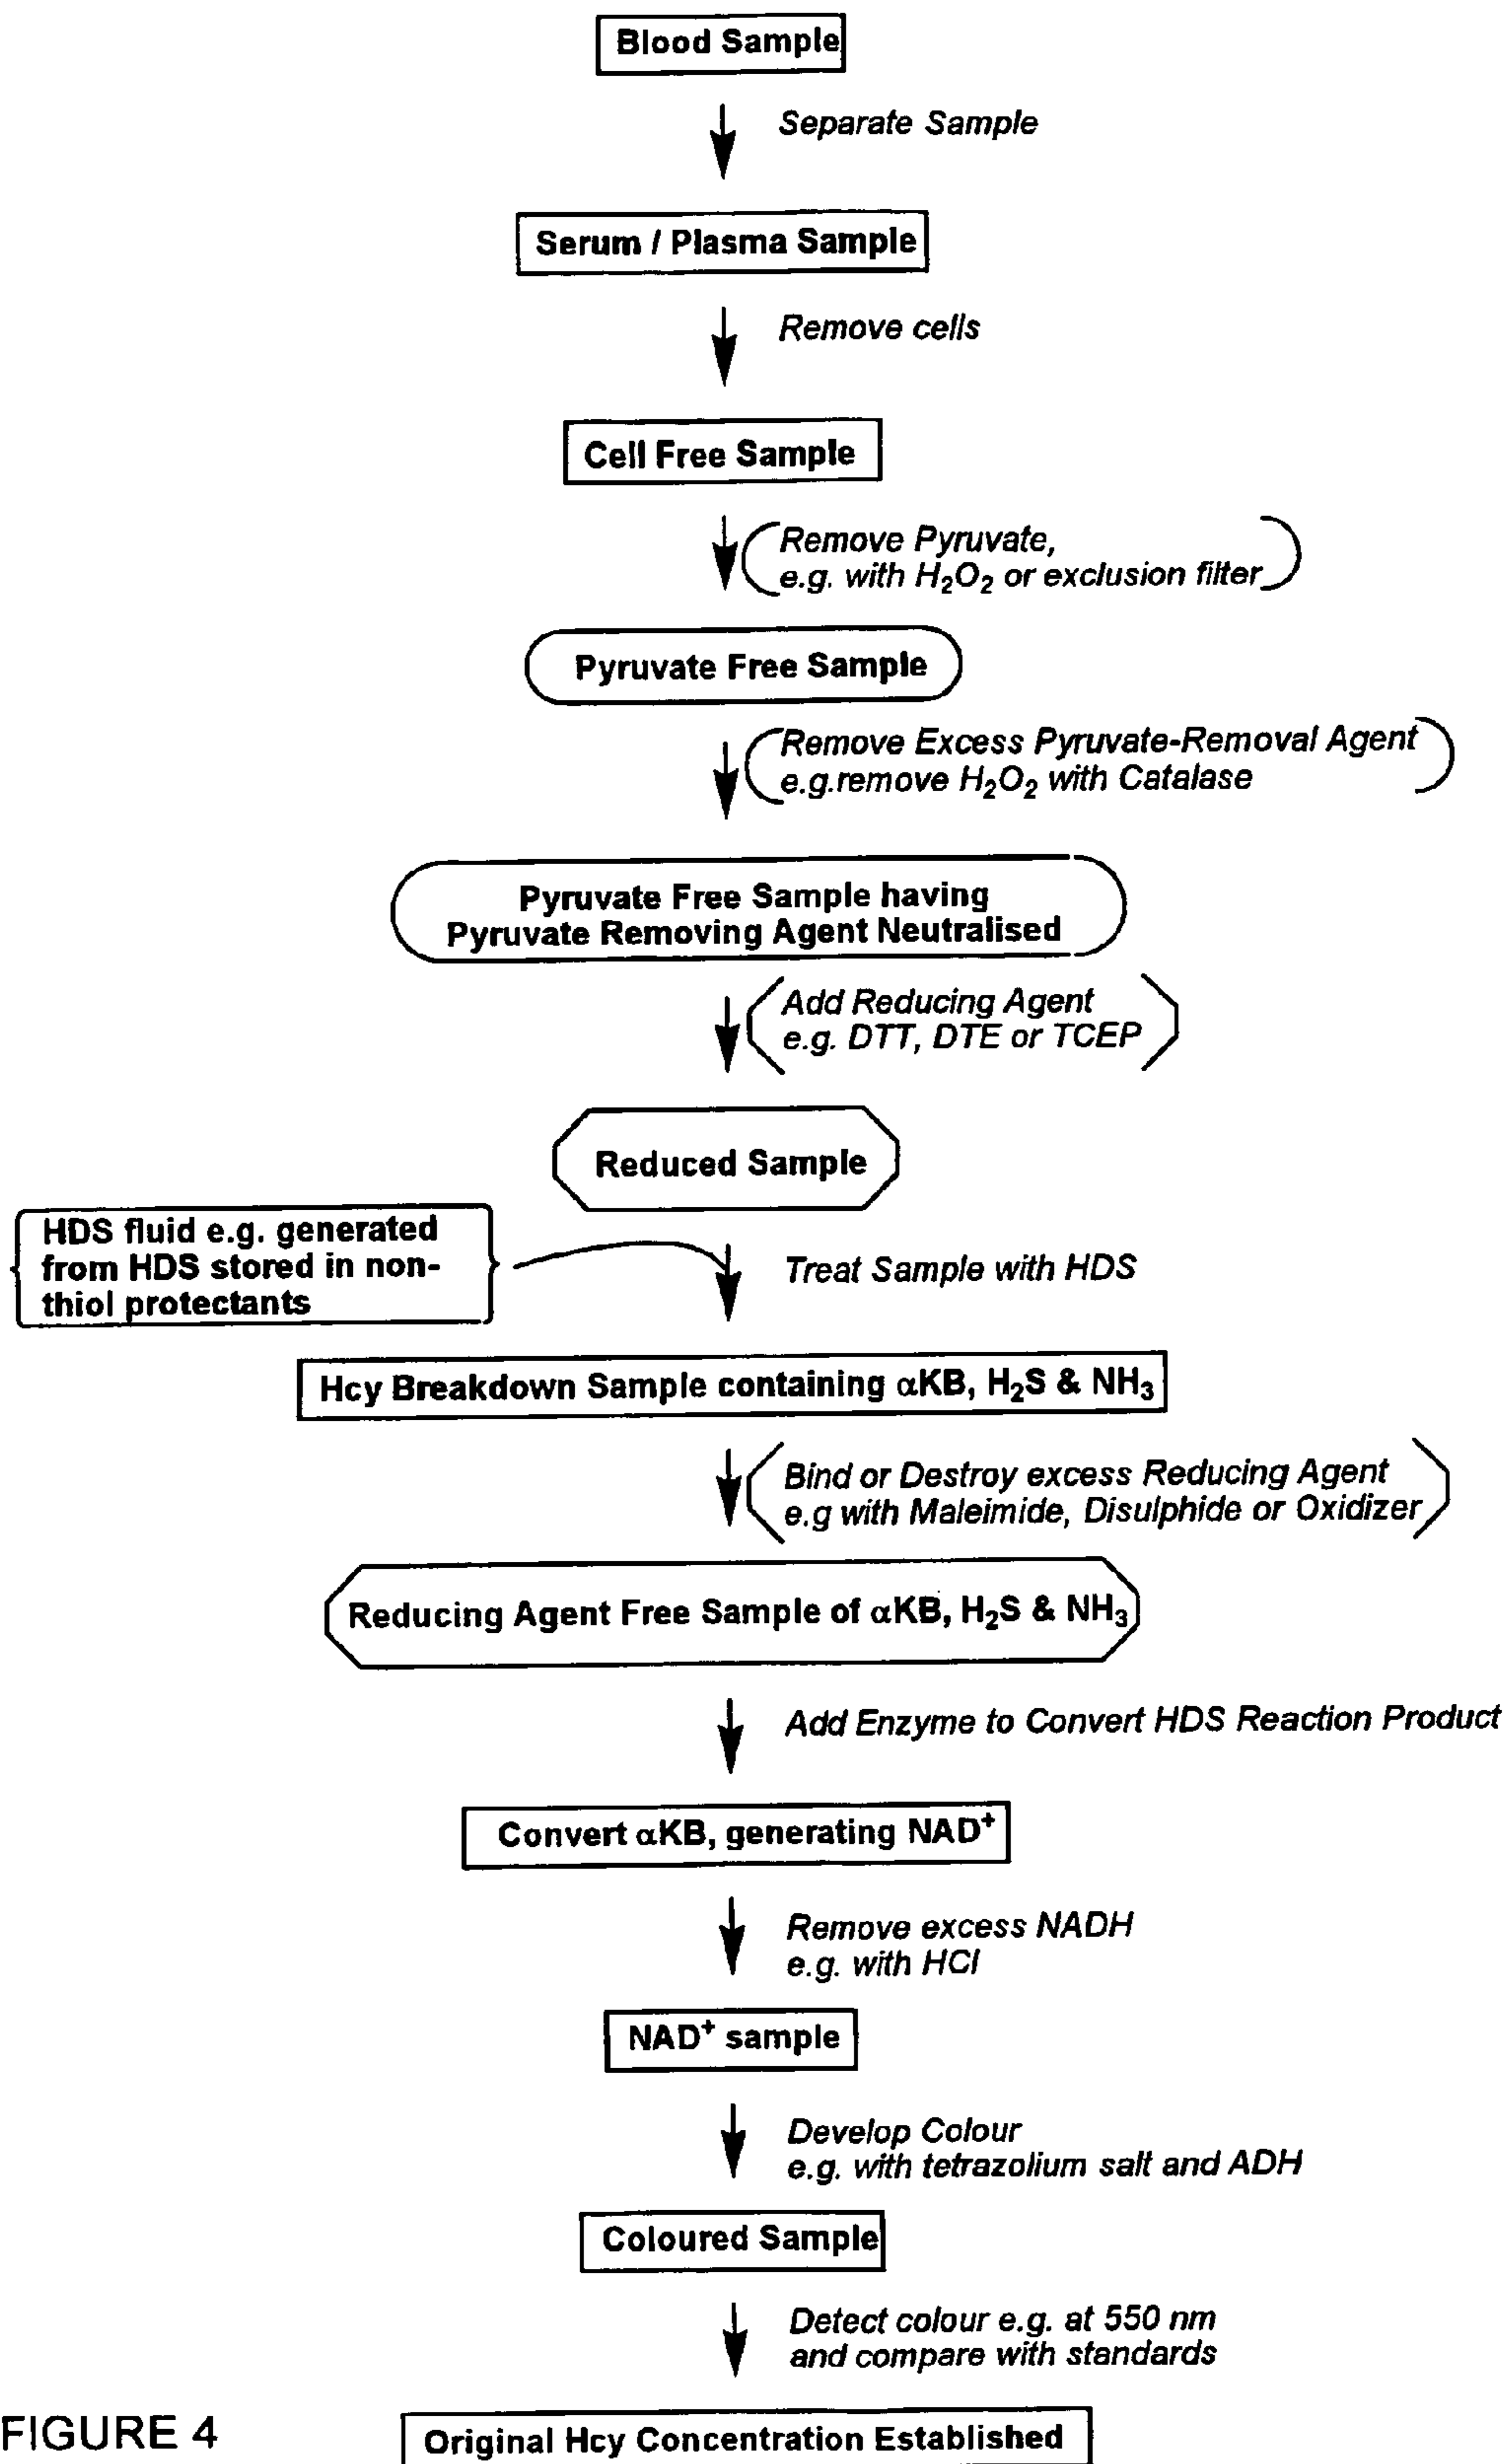 Blood Sample
Separate Sample
Serum / Plasma Sample
Remove cells
Cell Free Sample
Remove Pyruvate,
e.g. with H₂O₂ or exclusion filter
Pyruvate Free Sample
Remove Excess Pyruvate-Removal Agent
e.g.remove H₂O₂ with Catalase
Pyruvate Free Sample having
Pyruvate Removing Agent Neutralised
Add Reducing Agent
e.g. DTT, DTE or TCEP
Reduced Sample
HDS fluid e.g. generated
from HDS stored in non-
thiol protectants
Treat Sample with HDS
Hcy Breakdown Sample containing αKB, H₂S & NH₃
Bind or Destroy excess Reducing Agent
e.g with Maleimide, Disulphide or Oxidizer
Reducing Agent Free Sample of αKB, H₂S & NH₃
Add Enzyme to Convert HDS Reaction Product
Convert αKB, generating NAD⁺
Remove excess NADH
e.g. with HCl
NAD⁺ sample
Develop Colour
e.g. with tetrazolium salt and ADH
Coloured Sample
Detect colour e.g. at 550 nm
and compare with standards
Original Hcy Concentration Established
FIGURE 4